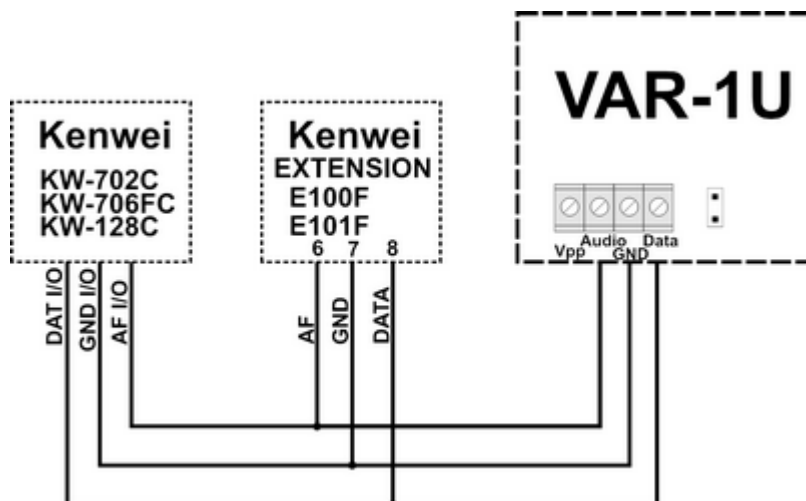 Kenwei
KW-702C
KW-706FC
KW-128C
DAT I/O
GND I/O
AF I/O
Kenwei
EXTENSION
E100F
E101F
6 7 8
AF
GND
DATA
VAR-1U
Vpp Audio GND Data